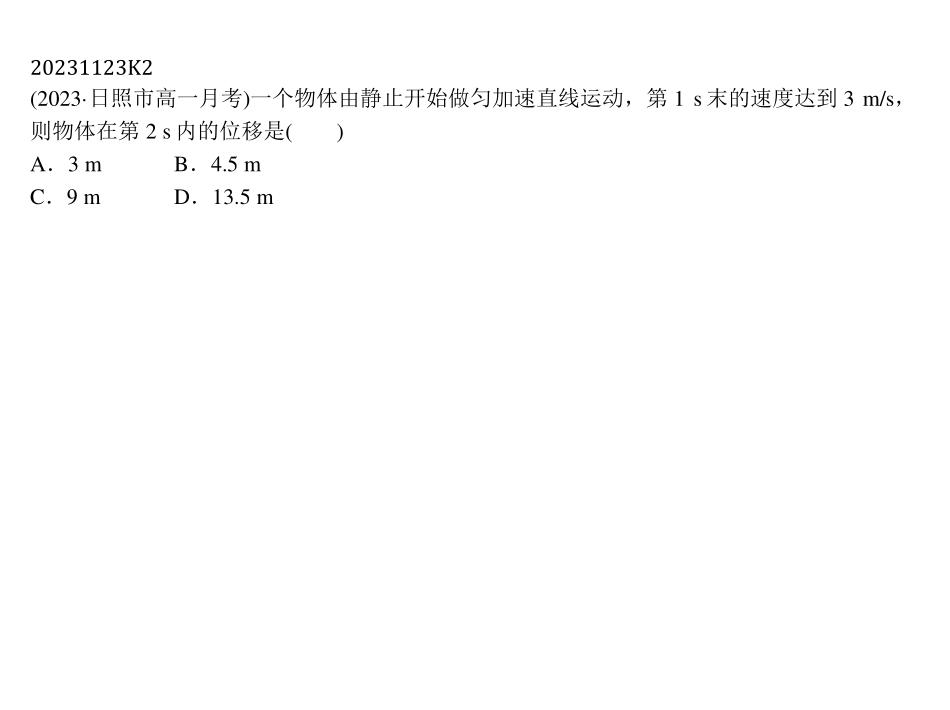 20231123K2
(2023·日照市高一月考)一个物体由静止开始做匀加速直线运动，第 1 s 末的速度达到 3 m/s，
则物体在第 2 s 内的位移是(　　)
A．3 m　　　B．4.5 m
C．9 m　　　D．13.5 m